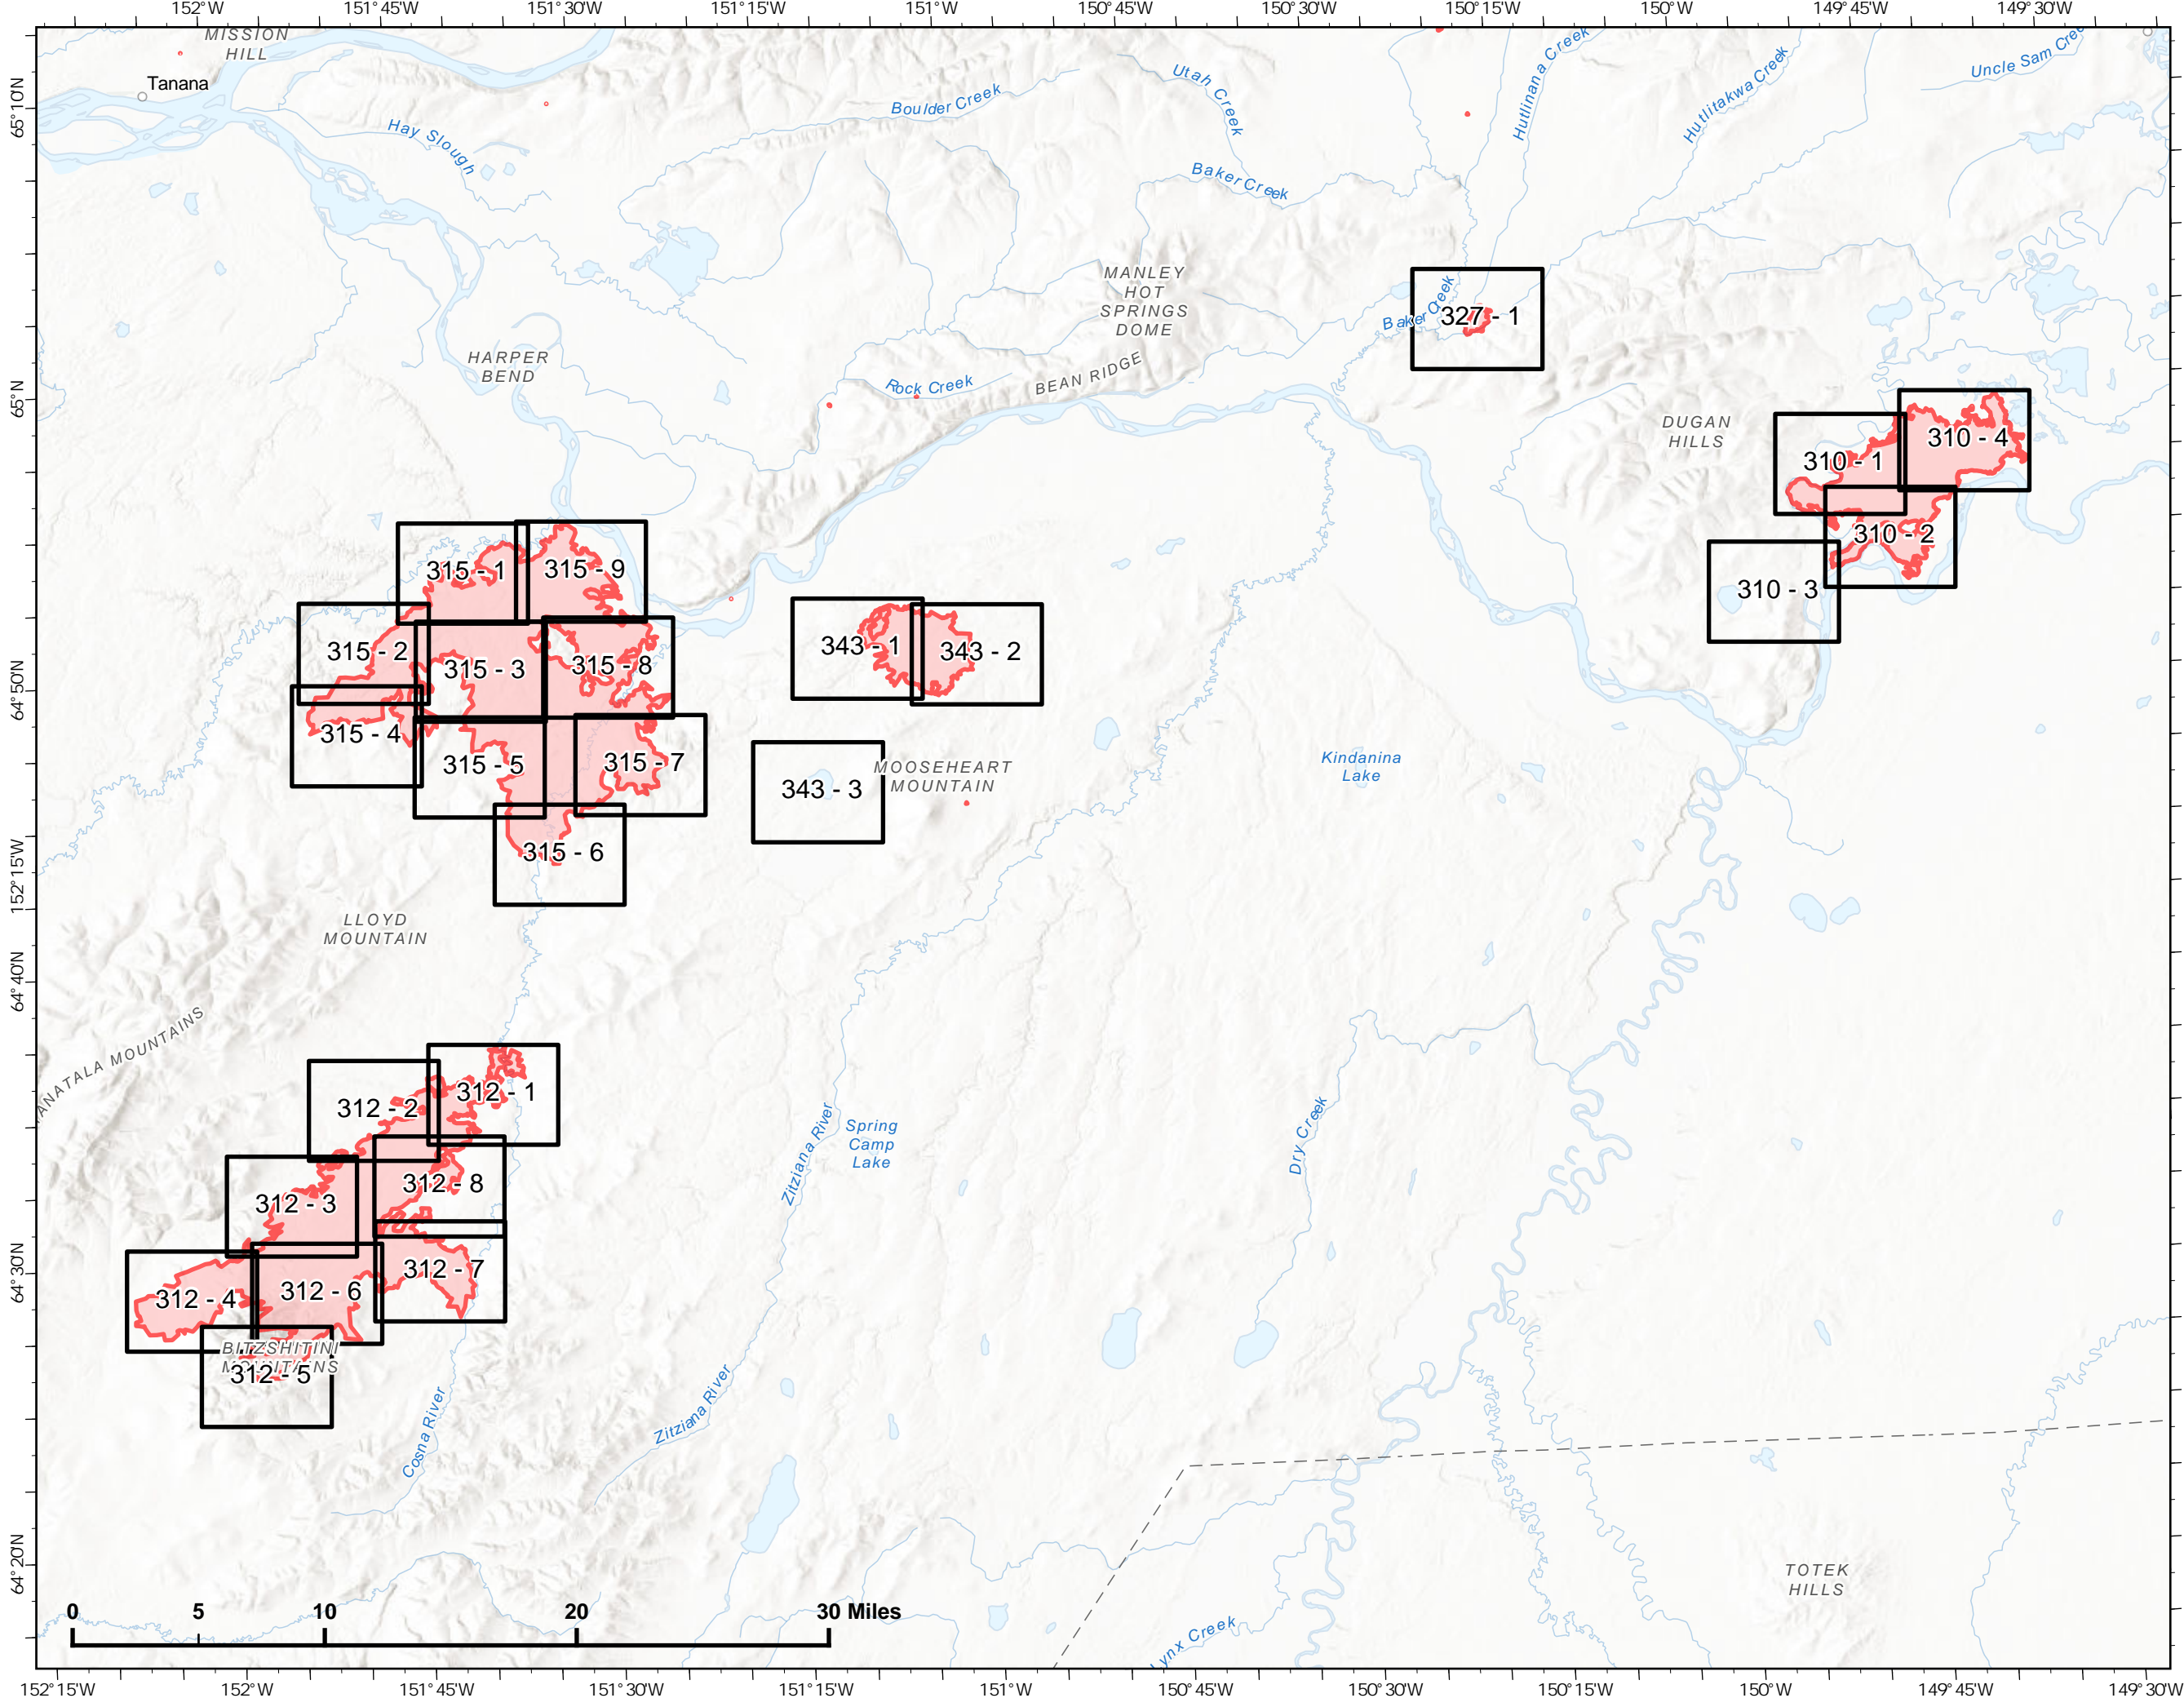 152°W 151°45'W 151°30'W 151°15'W 151°W 150°45'W 150°30'W 150°15'W 150°W 149°45'W 149°30'W
MISSION
HILL
Tanana
Hay Slough
Boulder Creek
Utah Creek
Baker Creek
Hutlinana Creek
Hutlitakwa Creek
Uncle Sam Cree
65°10'N
MANLEY
HOT
SPRINGS
DOME
Baker Creek
327 - 1
HARPER
BEND
Rock Creek
BEAN RIDGE
65°N
DUGAN
HILLS
310 - 4
310 - 1
310 - 2
310 - 3
315 - 1
315 - 9
315 - 2
315 - 3
315 - 8
343 - 1
343 - 2
64°50'N
315 - 4
315 - 5
315 - 7
343 - 3
MOOSEHEART
MOUNTAIN
Kindanina
Lake
315 - 6
152°15'W
LLOYD
MOUNTAIN
64°40'N
ANATALA MOUNTAINS
312 - 1
312 - 2
312 - 8
312 - 3
Zitziana River
Spring
Camp
Lake
Dry Creek
64°30'N
312 - 7
312 - 6
312 - 4
BITZSHITINI
MOUNTAINS
312 - 5
Cosna River
Zitziana River
64°20'N
TOTEK
HILLS
Lynx Creek
0 5 10 20 30 Miles
152°15'W 152°W 151°45'W 151°30'W 151°15'W 151°W 150°45'W 150°30'W 150°15'W 150°W 149°45'W 149°30'W